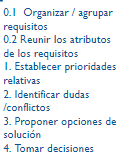 0.1 Organizar / agrupar
requisitos
0.2 Reunir los atributos
de los requisitos
1. Establecer prioridades
relativas
2. Identificar dudas
/conflictos
3. Proponer opciones de
solución
4. Tomar decisiones